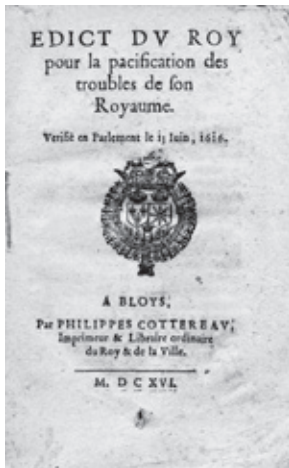 EDICT DV ROY
pour la pacification des
troubles de ſon
Royaume.
Verifié en Parlement le 13 Iuin, 1616.
A BLOYS,
Par PHILIPPES COTTEREAV,
Imprimeur & Libraire ordinaire
du Roy & de la Ville.
M. D C XVI.